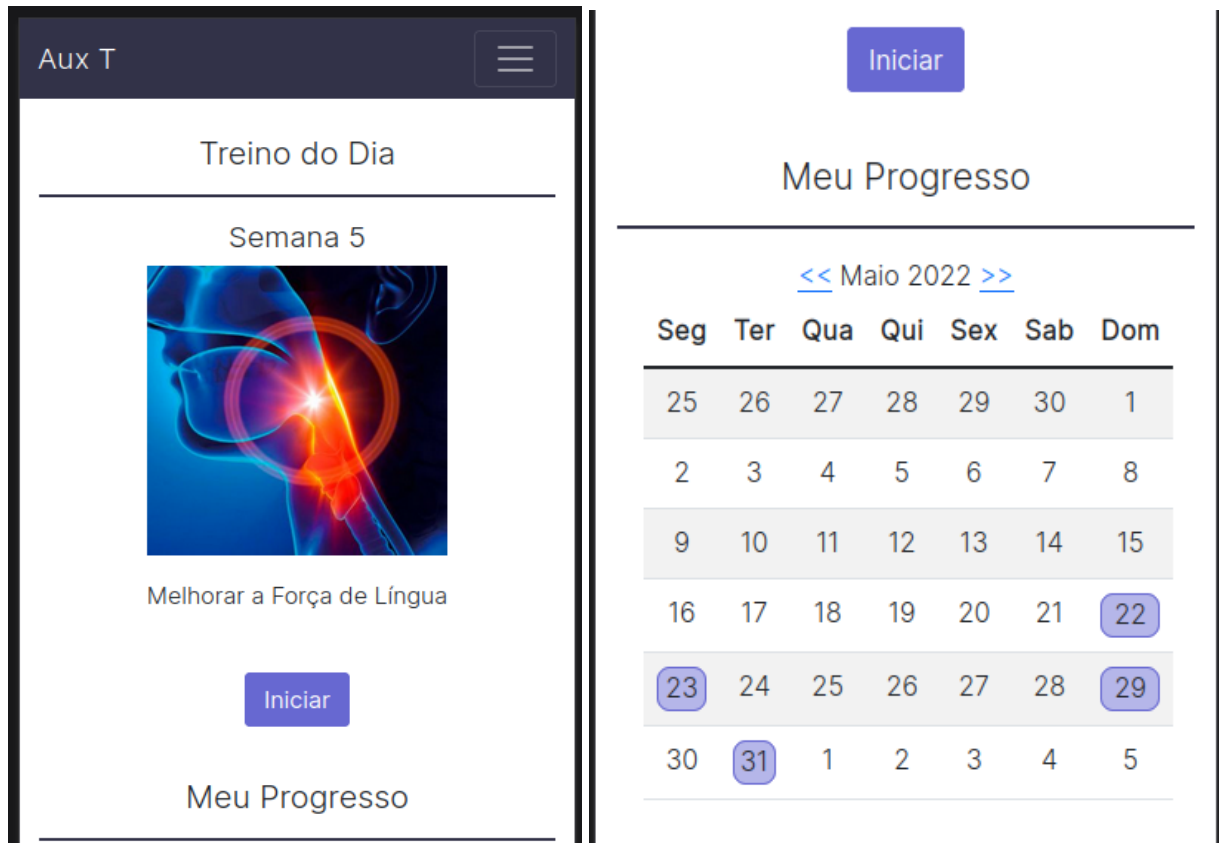 Aux T
Treino do Dia
Semana 5
Melhorar a Força de Língua
Iniciar
Meu Progresso
Iniciar
Meu Progresso
<< Maio 2022 >>
Seg Ter Qua Qui Sex Sab Dom
25 26 27 28 29 30 1
2 3 4 5 6 7 8
9 10 11 12 13 14 15
16 17 18 19 20 21 22
23 24 25 26 27 28 29
30 31 1 2 3 4 5